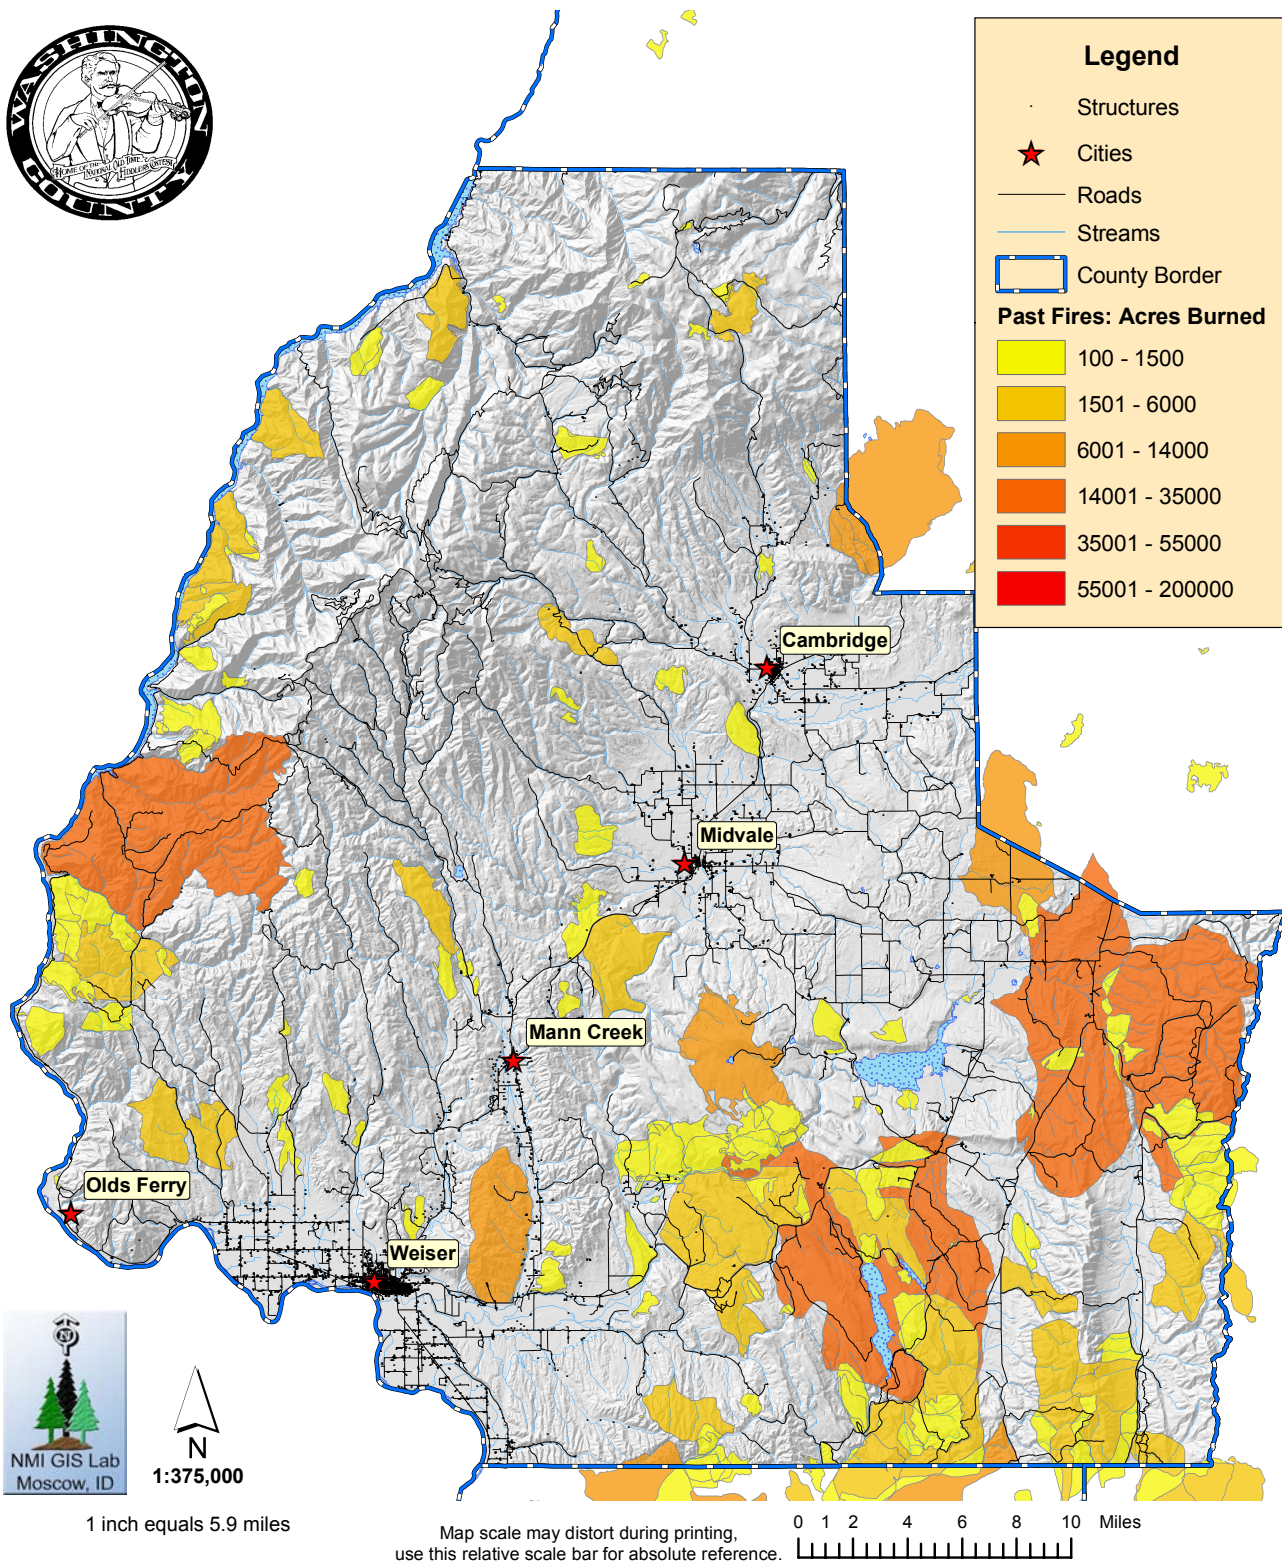 WASHINGTON
HOME OF THE NATIONAL OLD TIME FIDDLERS CONTEST
COUNTY
Legend
Structures
Cities
Roads
Streams
County Border
Past Fires: Acres Burned
100 - 1500
1501 - 6000
6001 - 14000
14001 - 35000
35001 - 55000
55001 - 200000
Cambridge
Midvale
Mann Creek
Olds Ferry
Weiser
N
NMI GIS Lab
Moscow, ID
N
1:375,000
1 inch equals 5.9 miles
Map scale may distort during printing,
use this relative scale bar for absolute reference.
0 1 2 4 6 8 10 Miles